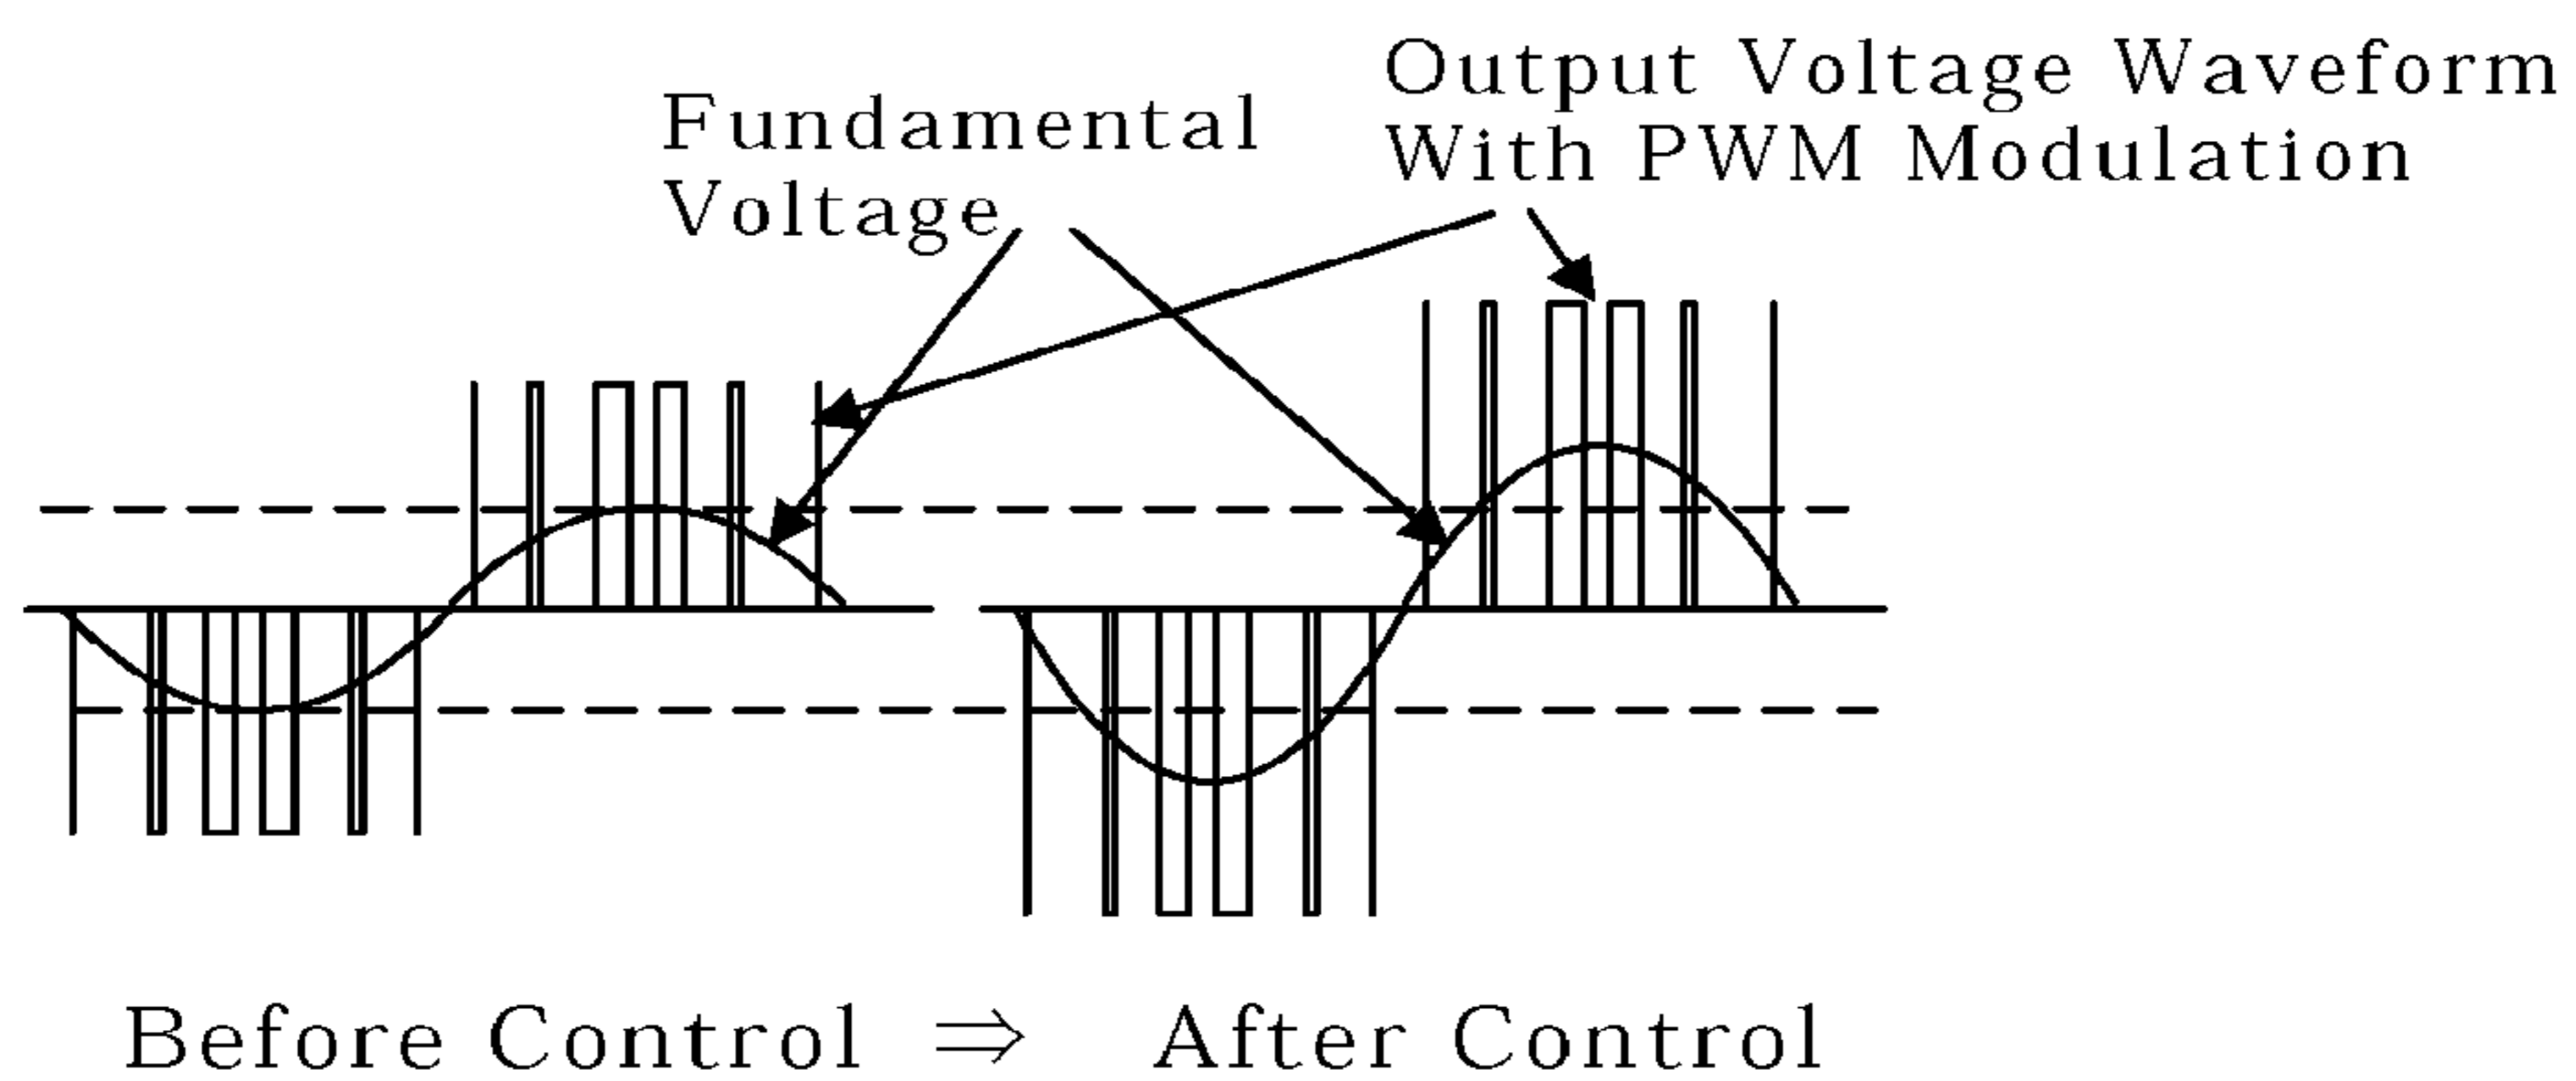 Fundamental
Voltage
Output Voltage Waveform
With PWM Modulation
Before Control ⇒ After Control